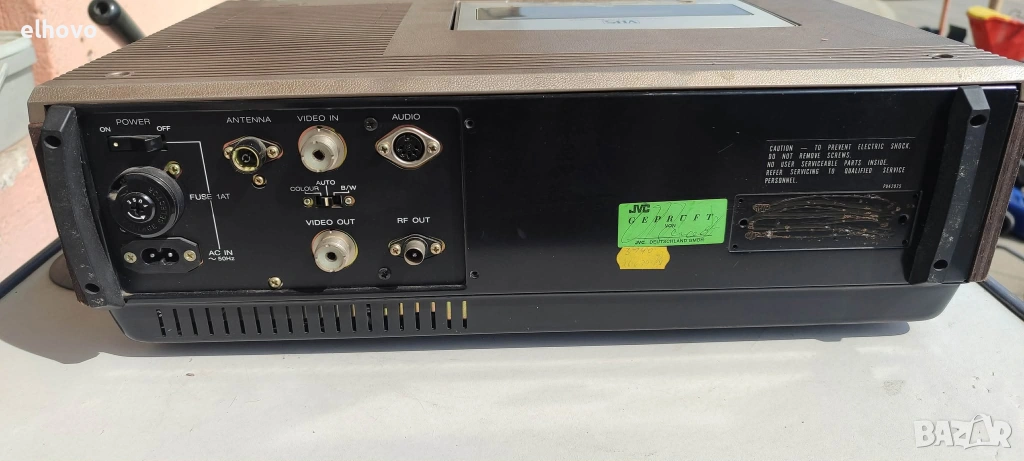 elhovo
VHS
POWER
ON
OFF
ANTENNA
VIDEO IN
AUDIO
FUSE 1AT
COLOUR
AUTO
B/W
VIDEO OUT
RF OUT
AC IN
～ 50Hz
CAUTION — TO PREVENT ELECTRIC SHOCK,
DO NOT REMOVE SCREWS.
NO USER SERVICEABLE PARTS INSIDE.
REFER SERVICING TO QUALIFIED SERVICE
PERSONNEL.
JVC
GEPRÜFT
VON
JVC. DEUTSCHLAND GMBH
BAZAR